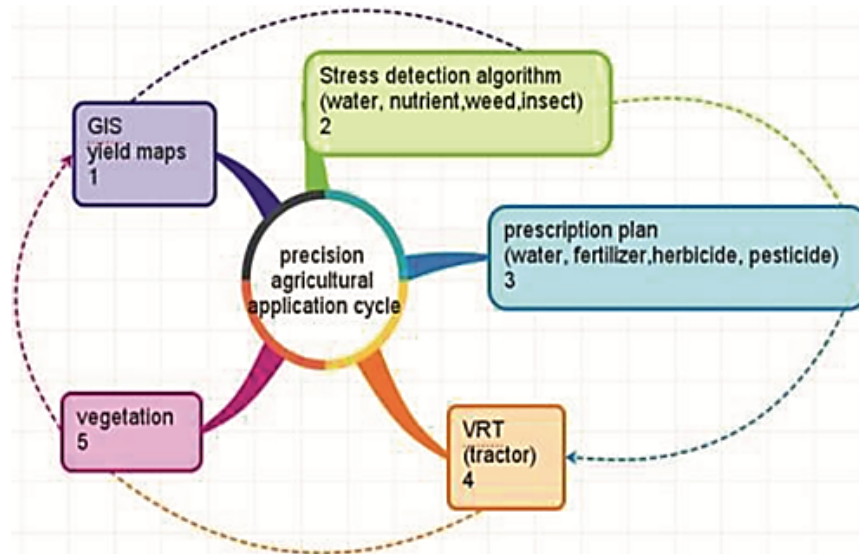 GIS
yield maps
1
Stress detection algorithm
(water, nutrient,weed,insect)
2
prescription plan
(water, fertilizer,herbicide, pesticide)
3
VRT
(tractor)
4
vegetation
5
precision
agricultural
application cycle